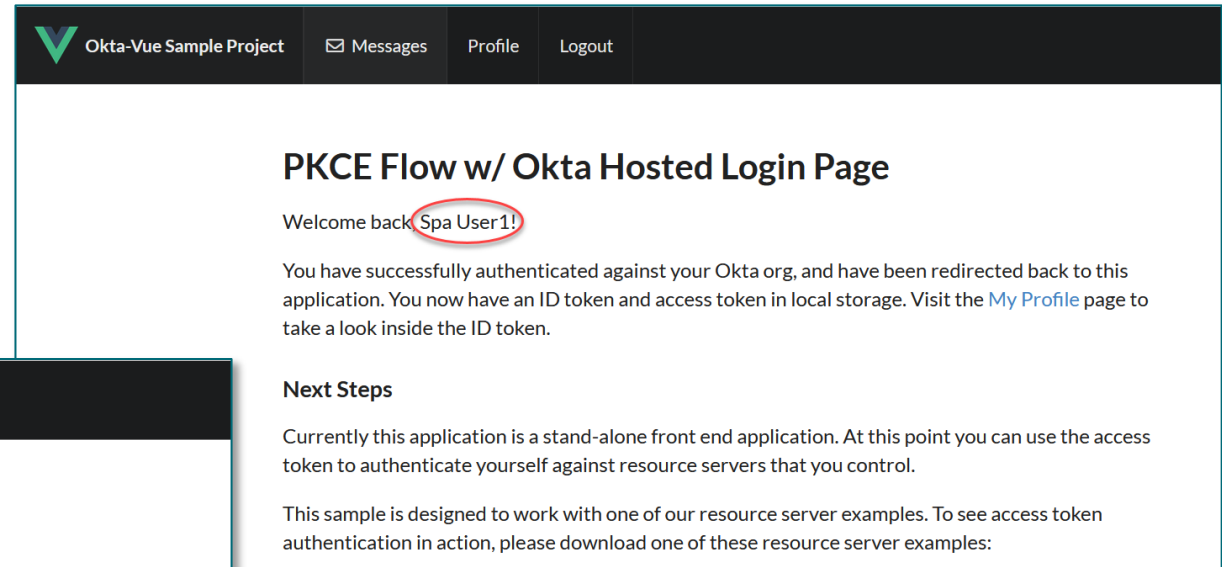 Okta-Vue Sample Project Messages Profile Logout
PKCE Flow w/ Okta Hosted Login Page
Welcome back, Spa User1!
You have successfully authenticated against your Okta org, and have been redirected back to this
application. You now have an ID token and access token in local storage. Visit the My Profile page to
take a look inside the ID token.
Next Steps
Currently this application is a stand-alone front end application. At this point you can use the access
token to authenticate yourself against resource servers that you control.
This sample is designed to work with one of our resource server examples. To see access token
authentication in action, please download one of these resource server examples: